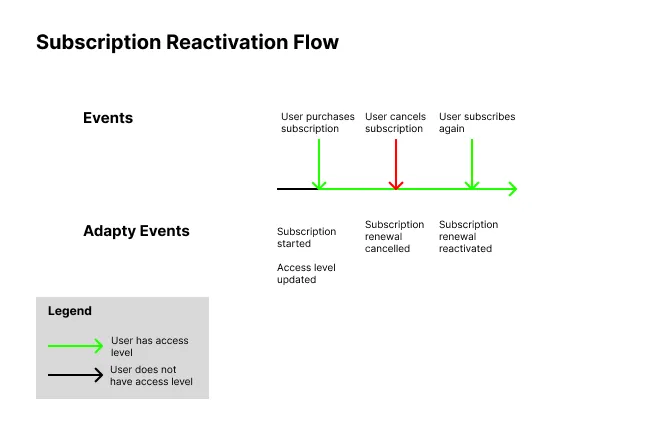 Subscription Reactivation Flow
Events
User purchases
subscription
User cancels
subscription
User subscribes
again
Adapty Events
Subscription
started
Access level
updated
Subscription
renewal
cancelled
Subscription
renewal
reactivated
Legend
User has access
level
User does not
have access level